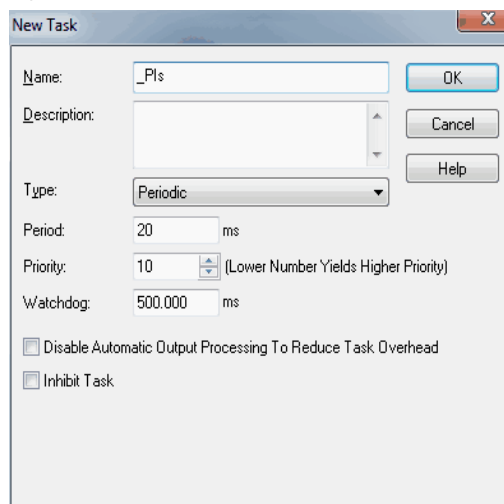 New Task
X
Name: _PIs OK
Description: Cancel
Help
Type: Periodic
Period: 20 ms
Priority: 10 (Lower Number Yields Higher Priority)
Watchdog: 500.000 ms
Disable Automatic Output Processing To Reduce Task Overhead
Inhibit Task